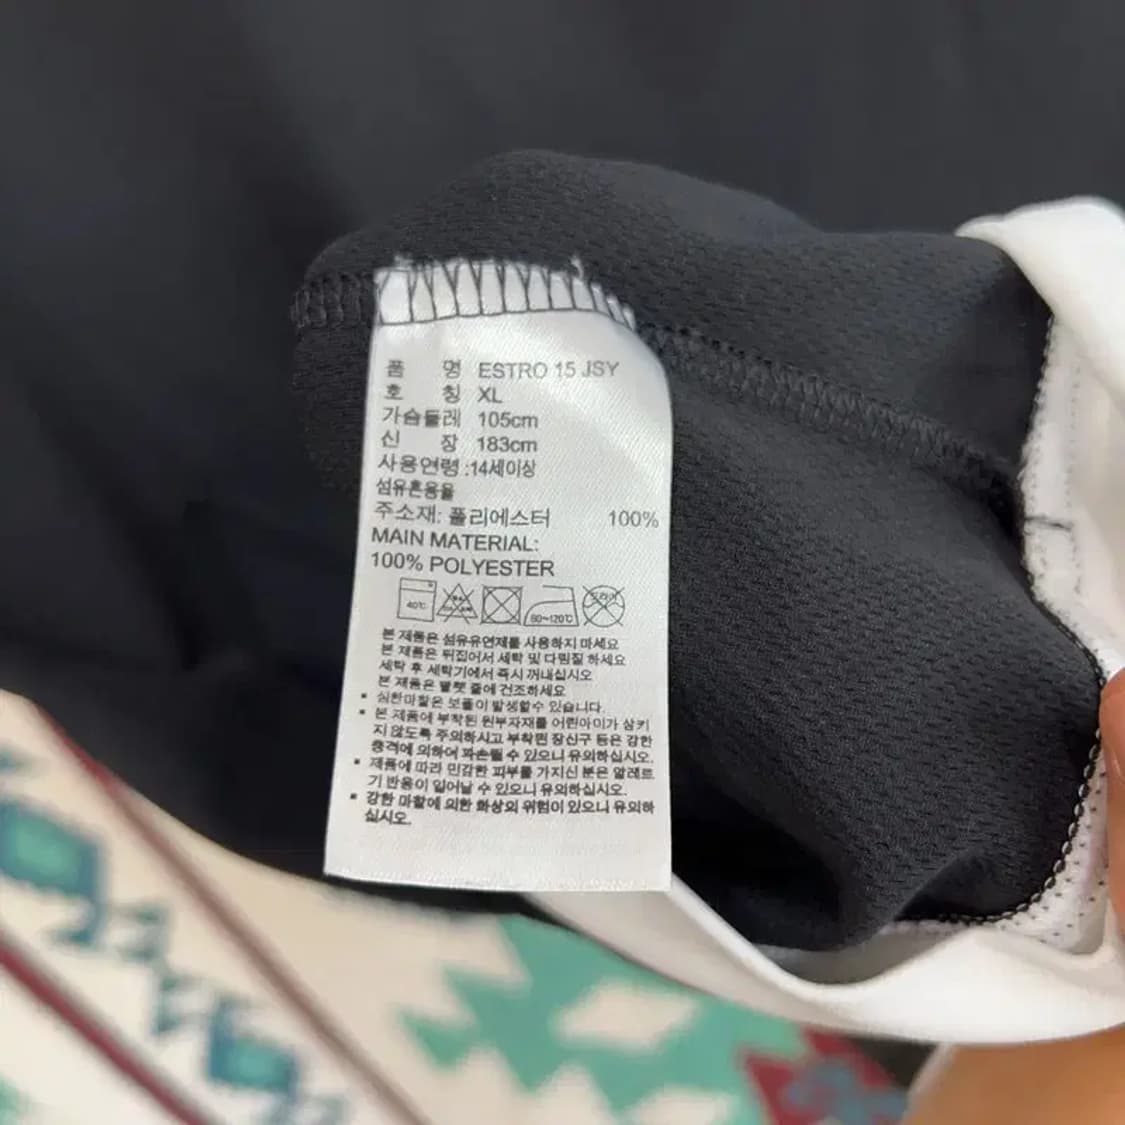 품 명 ESTRO 15 JSY
호 칭 XL
가슴둘레 105cm
신 장 183cm
사용연령 :14세이상
섬유혼용율
주소재: 폴리에스터 100%
MAIN MATERIAL:
100% POLYESTER
40℃ 80~120℃ 드라이
본 제품은 섬유유연제를 사용하지 마세요
본 제품은 뒤집어서 세탁 및 다림질 하세요
세탁 후 세탁기에서 즉시 꺼내십시오
본 제품은 땡볕 줄에 건조하세요
▪ 심한마찰은 보풀이 발생할수 있습니다.
▪ 본 제품에 부착된 원부자재를 어린아이가 삼키
지 않도록 주의하시고 부착된 장신구 등은 강한
충격에 의하여 파손될 수 있으니 유의하십시오.
▪ 제품에 따라 민감한 피부를 가지신 분은 알레르
기 반응이 일어날 수 있으니 유의하십시오.
▪ 강한 마찰에 의한 화상의 위험이 있으니 유의하
십시오.